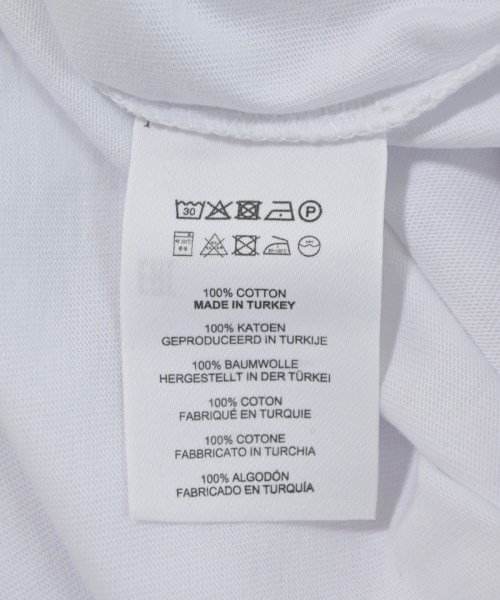 30 P
100% COTTON
MADE IN TURKEY
100% KATOEN
GEPRODUCEERD IN TURKIJE
100% BAUMWOLLE
HERGESTELLT IN DER TÜRKEI
100% COTON
FABRIQUÉ EN TURQUIE
100% COTONE
FABBRICATO IN TURCHIA
100% ALGODÓN
FABRICADO EN TURQUÍA